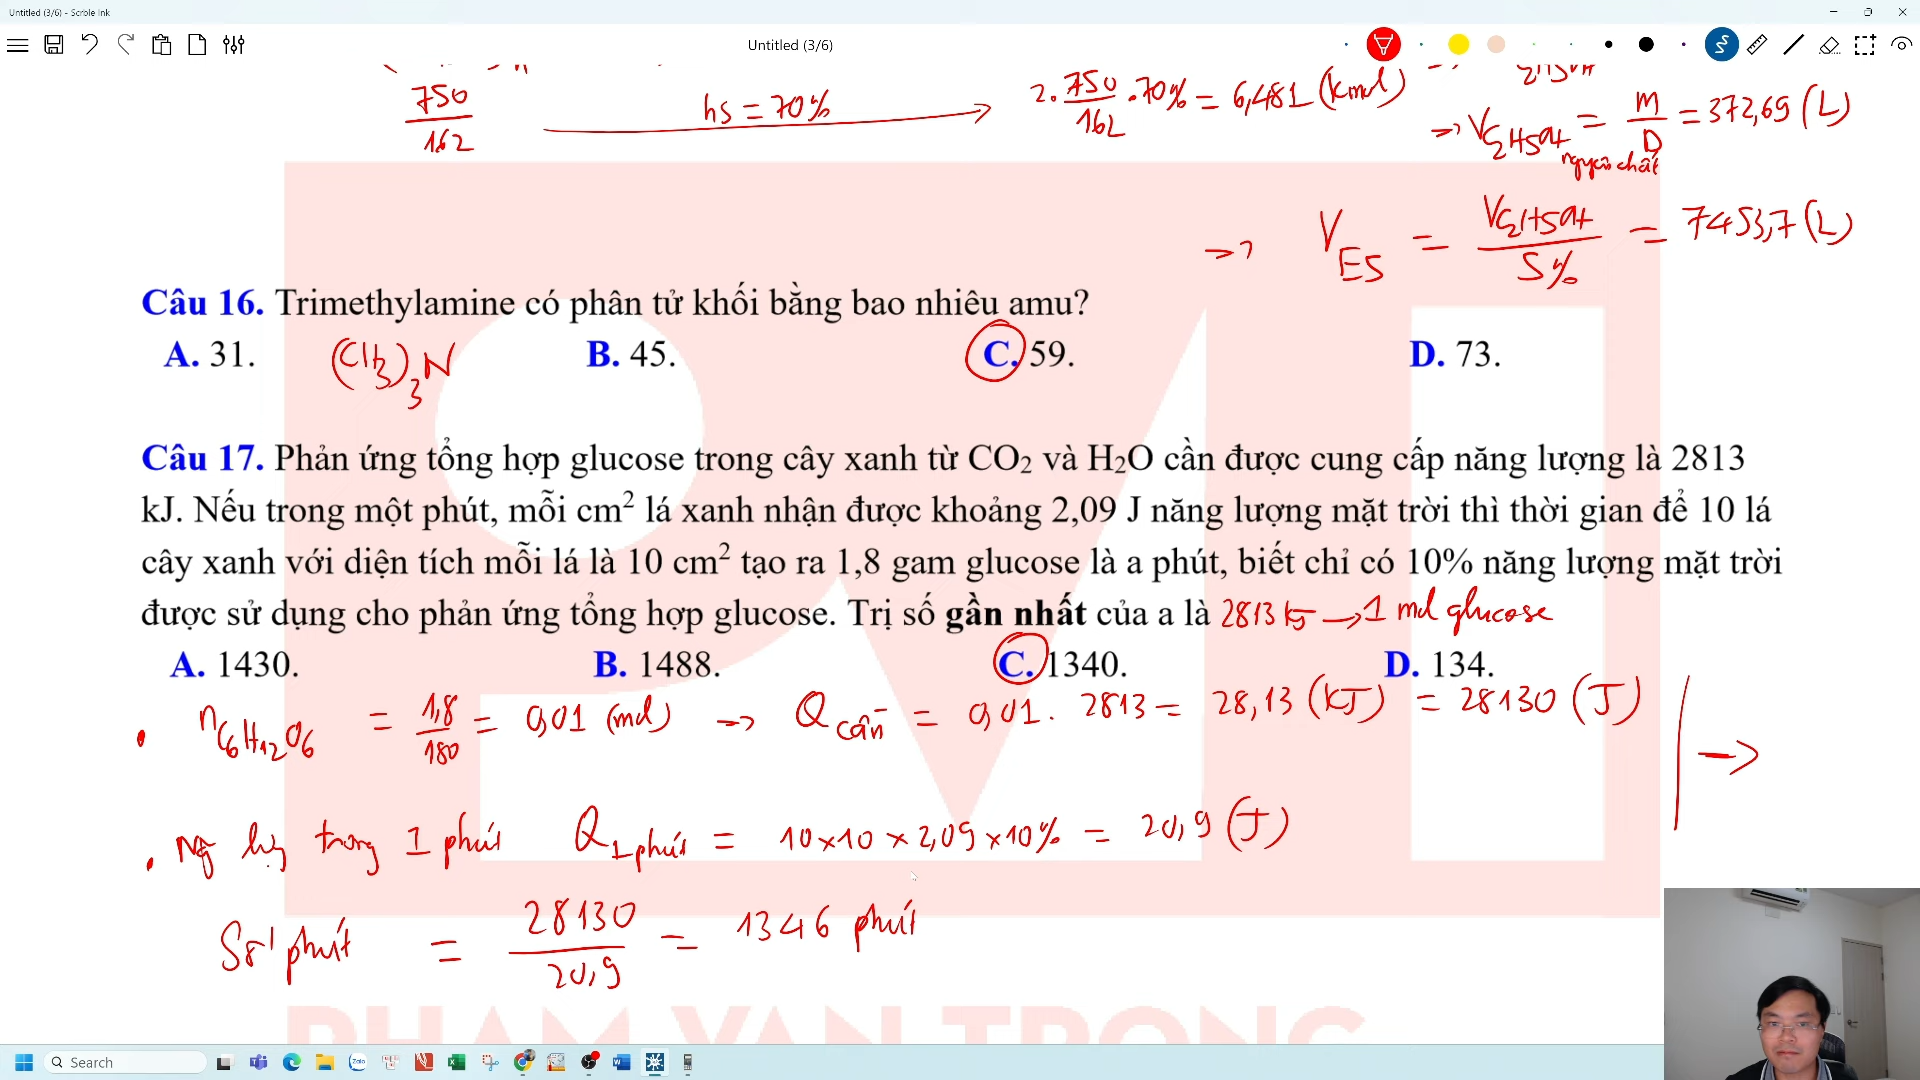 Untitled (3/6) - Scrble Ink
Untitled (3/6)
750/162 hs = 70% 2. 750/162 .70% = 6,481 (kmol)
=> V C2H5OH nguyên chất = m/D = 372,69 (L)
=> V E5 = V C2H5OH / 5% = 7453,7 (L)
Câu 16. Trimethylamine có phân tử khối bằng bao nhiêu amu?
A. 31. (CH3)3N B. 45. C. 59. D. 73.
Câu 17. Phản ứng tổng hợp glucose trong cây xanh từ CO2 và H2O cần được cung cấp năng lượng là 2813
kJ. Nếu trong một phút, mỗi cm² lá xanh nhận được khoảng 2,09 J năng lượng mặt trời thì thời gian để 10 lá
cây xanh với diện tích mỗi lá là 10 cm² tạo ra 1,8 gam glucose là a phút, biết chỉ có 10% năng lượng mặt trời
được sử dụng cho phản ứng tổng hợp glucose. Trị số gần nhất của a là 2813 kJ → 1 mol glucose
A. 1430. B. 1488. C. 1340. D. 134.
• n C6H12O6 = 1,8/180 = 0,01 (mol) => Q cần = 0,01. 2813 = 28,13 (kJ) = 28130 (J) →
• Ng lg trong 1 phút Q 1phút = 10×10×2,09×10% = 20,9 (J)
Số phút = 28130/20,9 = 1346 phút
PHAM VAN TRONG
Search
Zalo